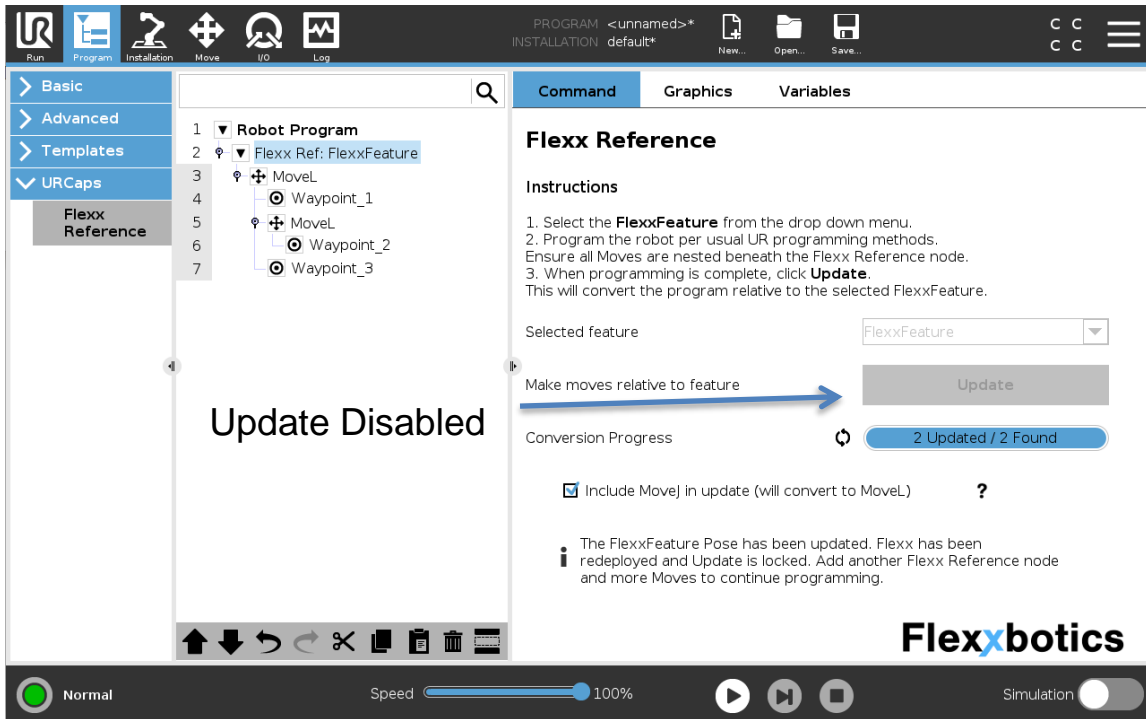 PROGRAM <unnamed>*
INSTALLATION default*
New... Open... Save...
C C
C C
Run Program Installation Move I/O Log
Basic
Advanced
Templates
URCaps
Flexx
Reference
1 Robot Program
2 Flexx Ref: FlexxFeature
3 MoveL
4 Waypoint_1
5 MoveL
6 Waypoint_2
7 Waypoint_3
Update Disabled
Command Graphics Variables
Flexx Reference
Instructions
1. Select the FlexxFeature from the drop down menu.
2. Program the robot per usual UR programming methods.
Ensure all Moves are nested beneath the Flexx Reference node.
3. When programming is complete, click Update.
This will convert the program relative to the selected FlexxFeature.
Selected feature FlexxFeature
Make moves relative to feature Update
Conversion Progress 2 Updated / 2 Found
Include MoveJ in update (will convert to MoveL) ?
The FlexxFeature Pose has been updated. Flexx has been
redeployed and Update is locked. Add another Flexx Reference node
and more Moves to continue programming.
Flexxbotics
Normal Speed 100% Simulation